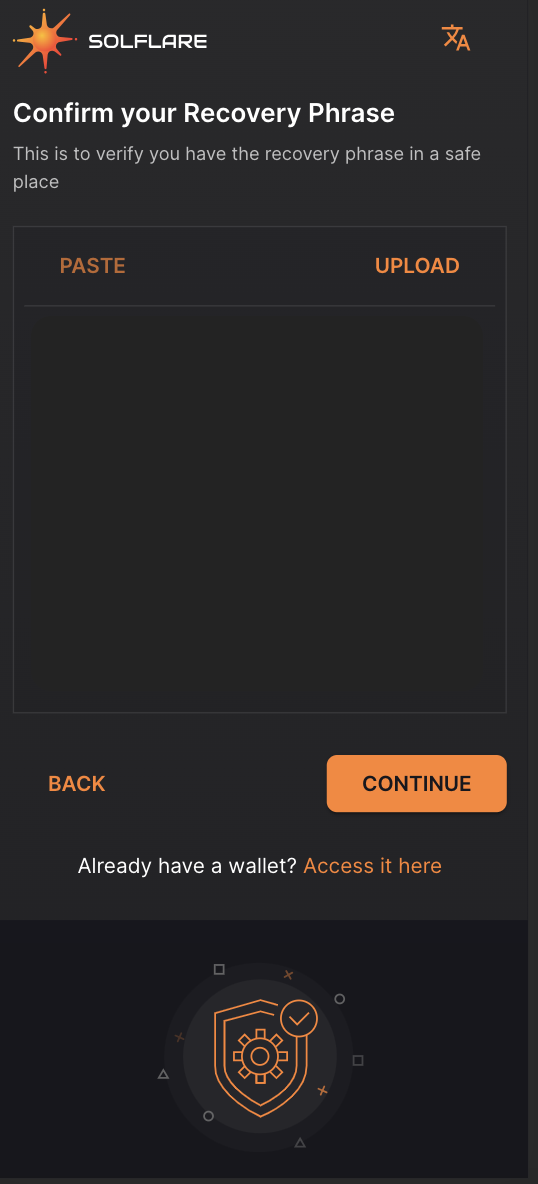 SOLFLARE
Confirm your Recovery Phrase
This is to verify you have the recovery phrase in a safe
place
PASTE UPLOAD
BACK CONTINUE
Already have a wallet? Access it here